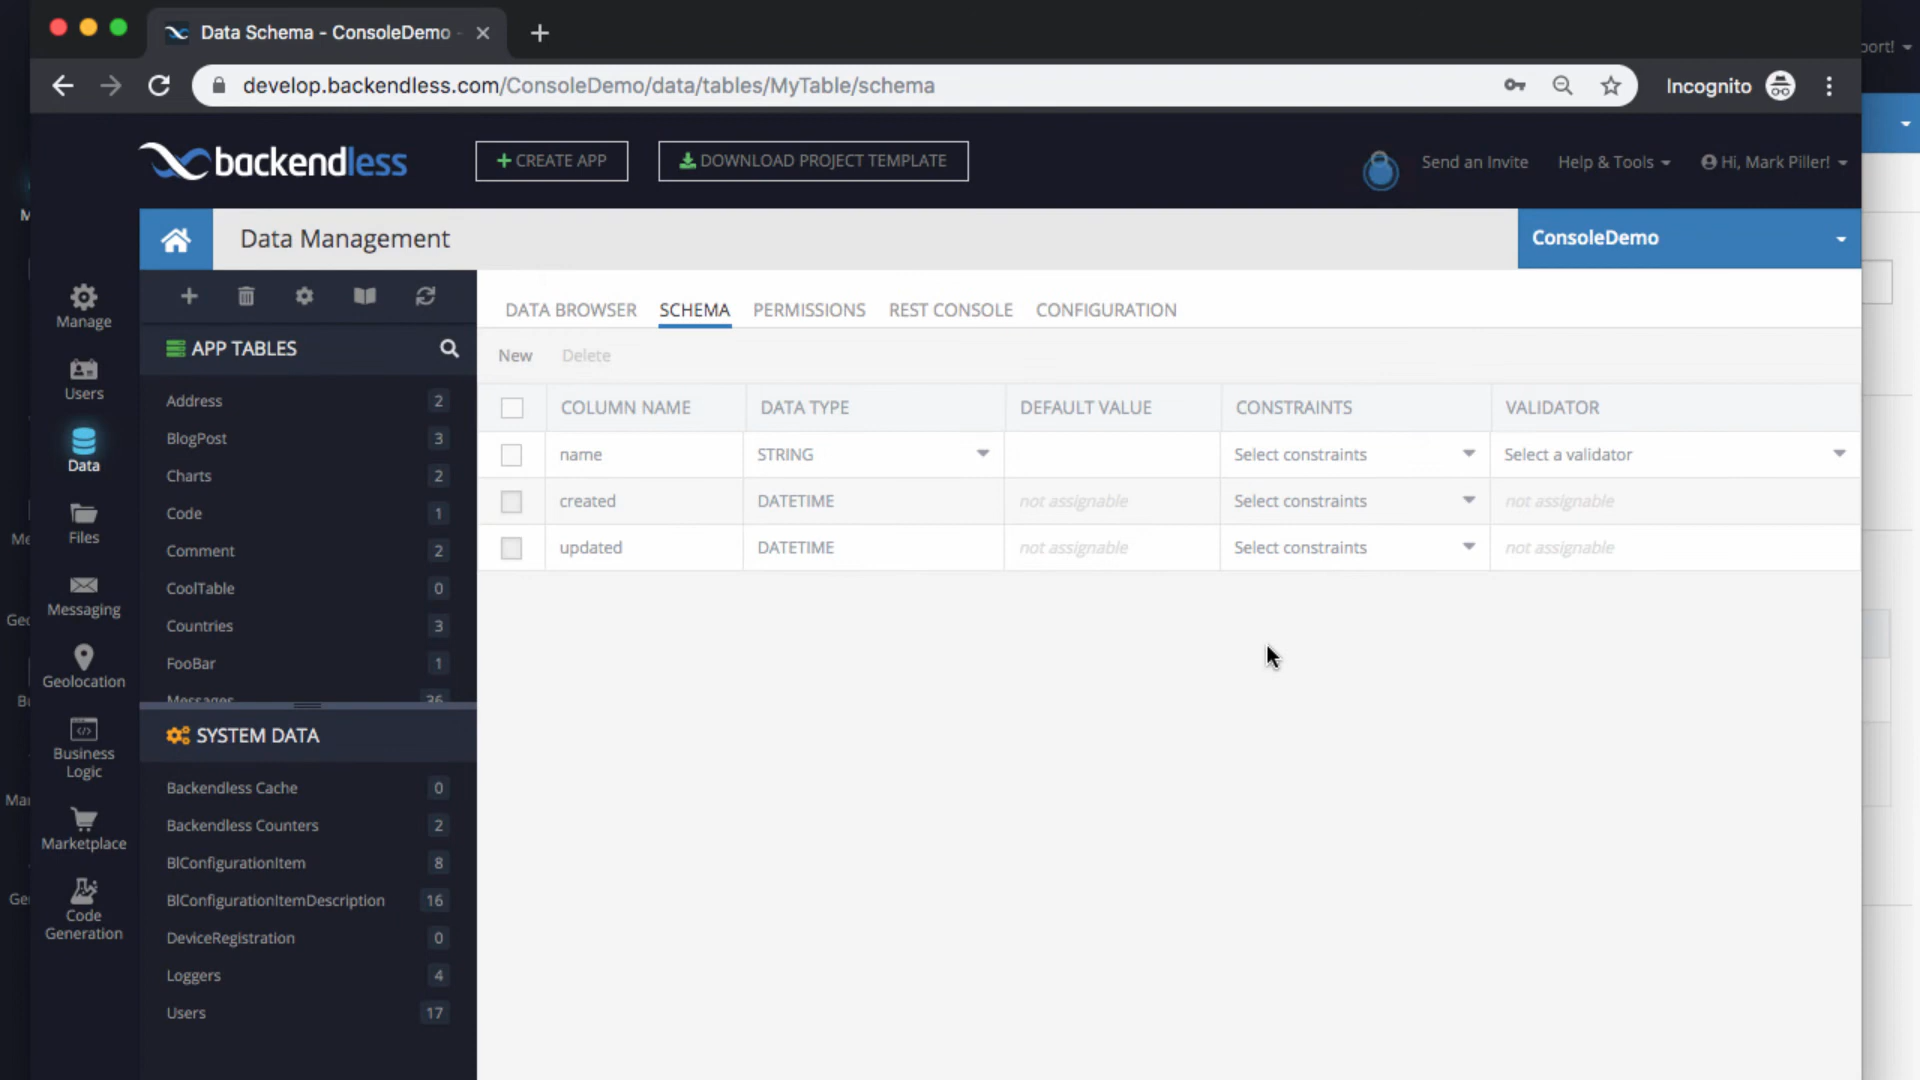 Data Schema - ConsoleDemo -
port!
develop.backendless.com/ConsoleDemo/data/tables/MyTable/schema
Incognito
backendless
CREATE APP
DOWNLOAD PROJECT TEMPLATE
Send an Invite
Help & Tools
Hi, Mark Piller!
Data Management
ConsoleDemo
Manage
Users
Data
Files
Messaging
Geolocation
Business
Logic
Marketplace
Code
Generation
APP TABLES
Address 2
BlogPost 3
Charts 2
Code 1
Comment 2
CoolTable 0
Countries 3
FooBar 1
Messages 36
SYSTEM DATA
Backendless Cache 0
Backendless Counters 2
BlConfigurationItem 8
BlConfigurationItemDescription 16
DeviceRegistration 0
Loggers 4
Users 17
DATA BROWSER SCHEMA PERMISSIONS REST CONSOLE CONFIGURATION
New Delete
COLUMN NAME DATA TYPE DEFAULT VALUE CONSTRAINTS VALIDATOR
name STRING Select constraints Select a validator
created DATETIME not assignable Select constraints not assignable
updated DATETIME not assignable Select constraints not assignable